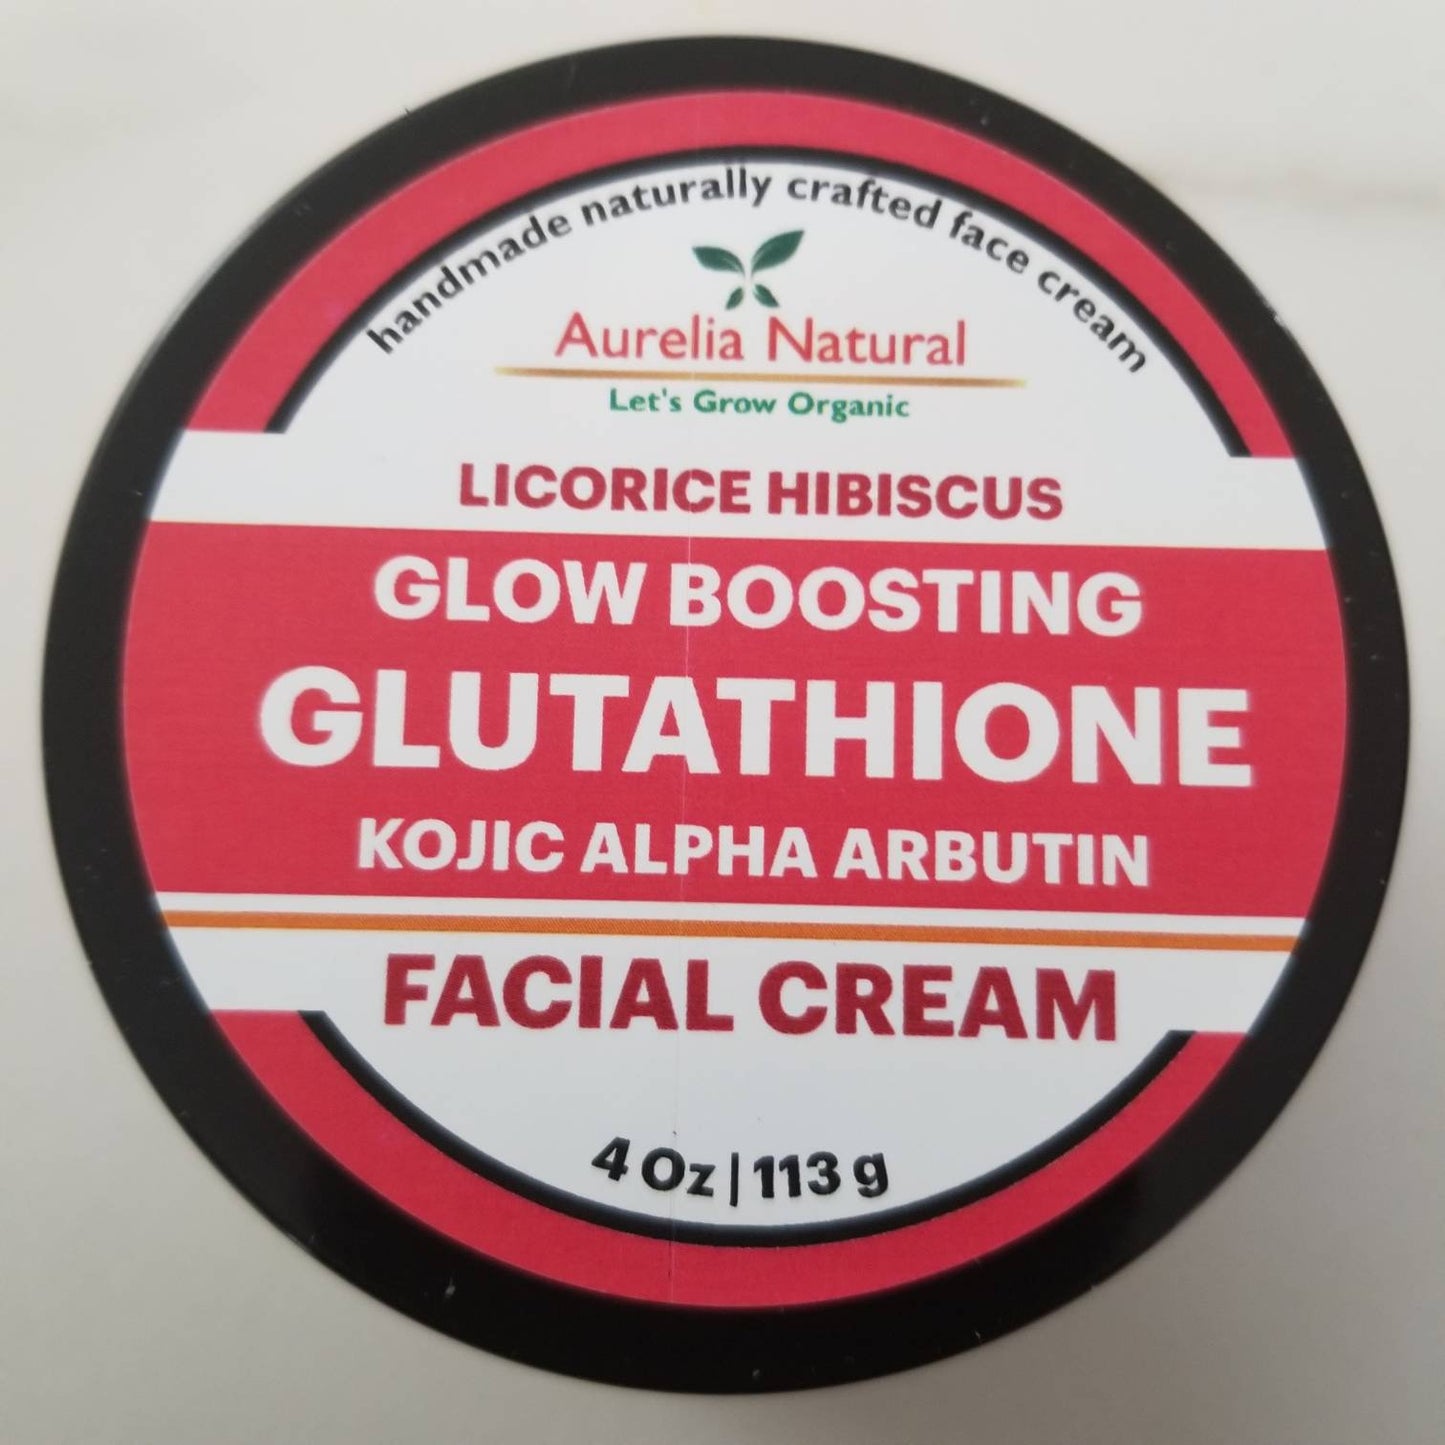 handmade naturally crafted face cream
Aurelia Natural
Let's Grow Organic
LICORICE HIBISCUS
GLOW BOOSTING
GLUTATHIONE
KOJIC ALPHA ARBUTIN
FACIAL CREAM
4 Oz | 113 g